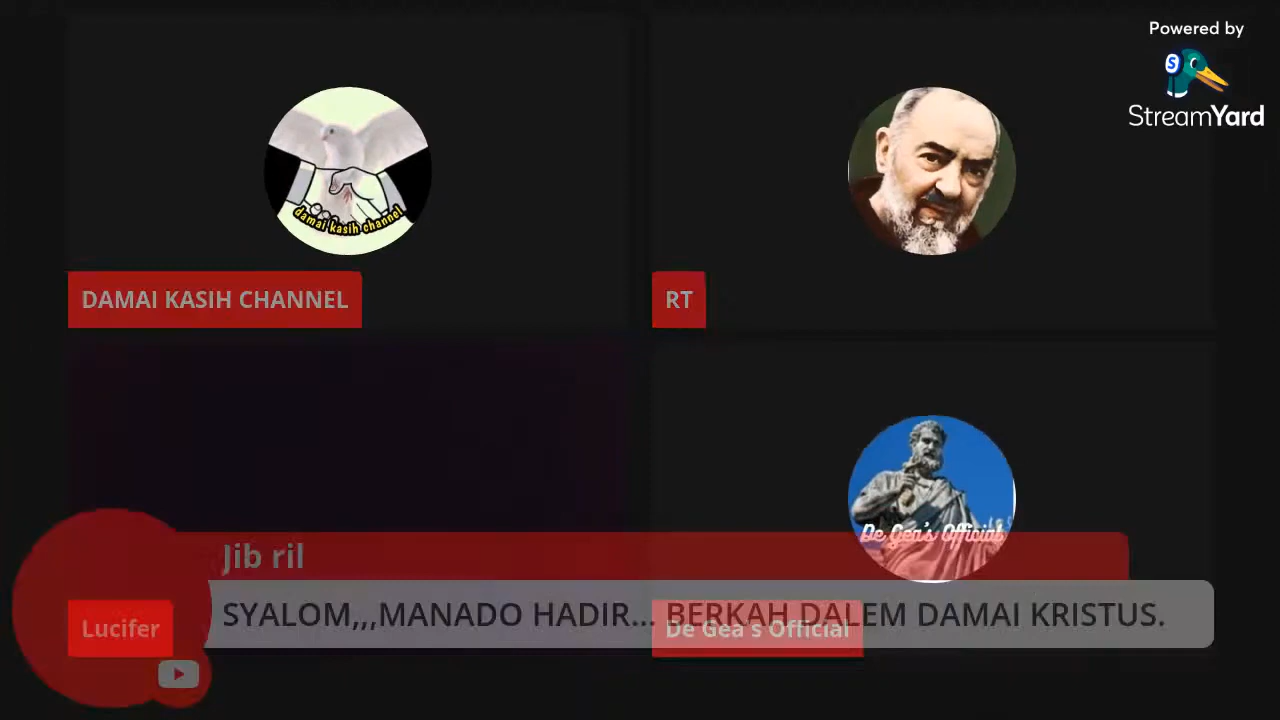 Powered by
S
StreamYard
damai kasih channel
DAMAI KASIH CHANNEL
RT
De Gea's Official
Jib ril
SYALOM,,,MANADO HADIR... BERKAH DALEM DAMAI KRISTUS.
Lucifer
De Gea's Official